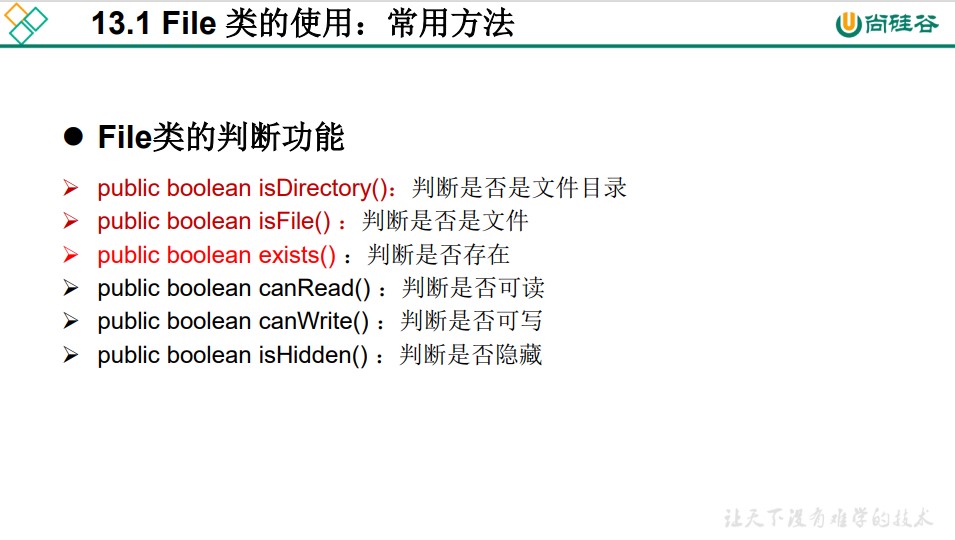 13.1 File 类的使用：常用方法
尚硅谷
File类的判断功能
public boolean isDirectory()：判断是否是文件目录
public boolean isFile() ：判断是否是文件
public boolean exists() ：判断是否存在
public boolean canRead() ：判断是否可读
public boolean canWrite() ：判断是否可写
public boolean isHidden() ：判断是否隐藏
让天下没有难学的技术